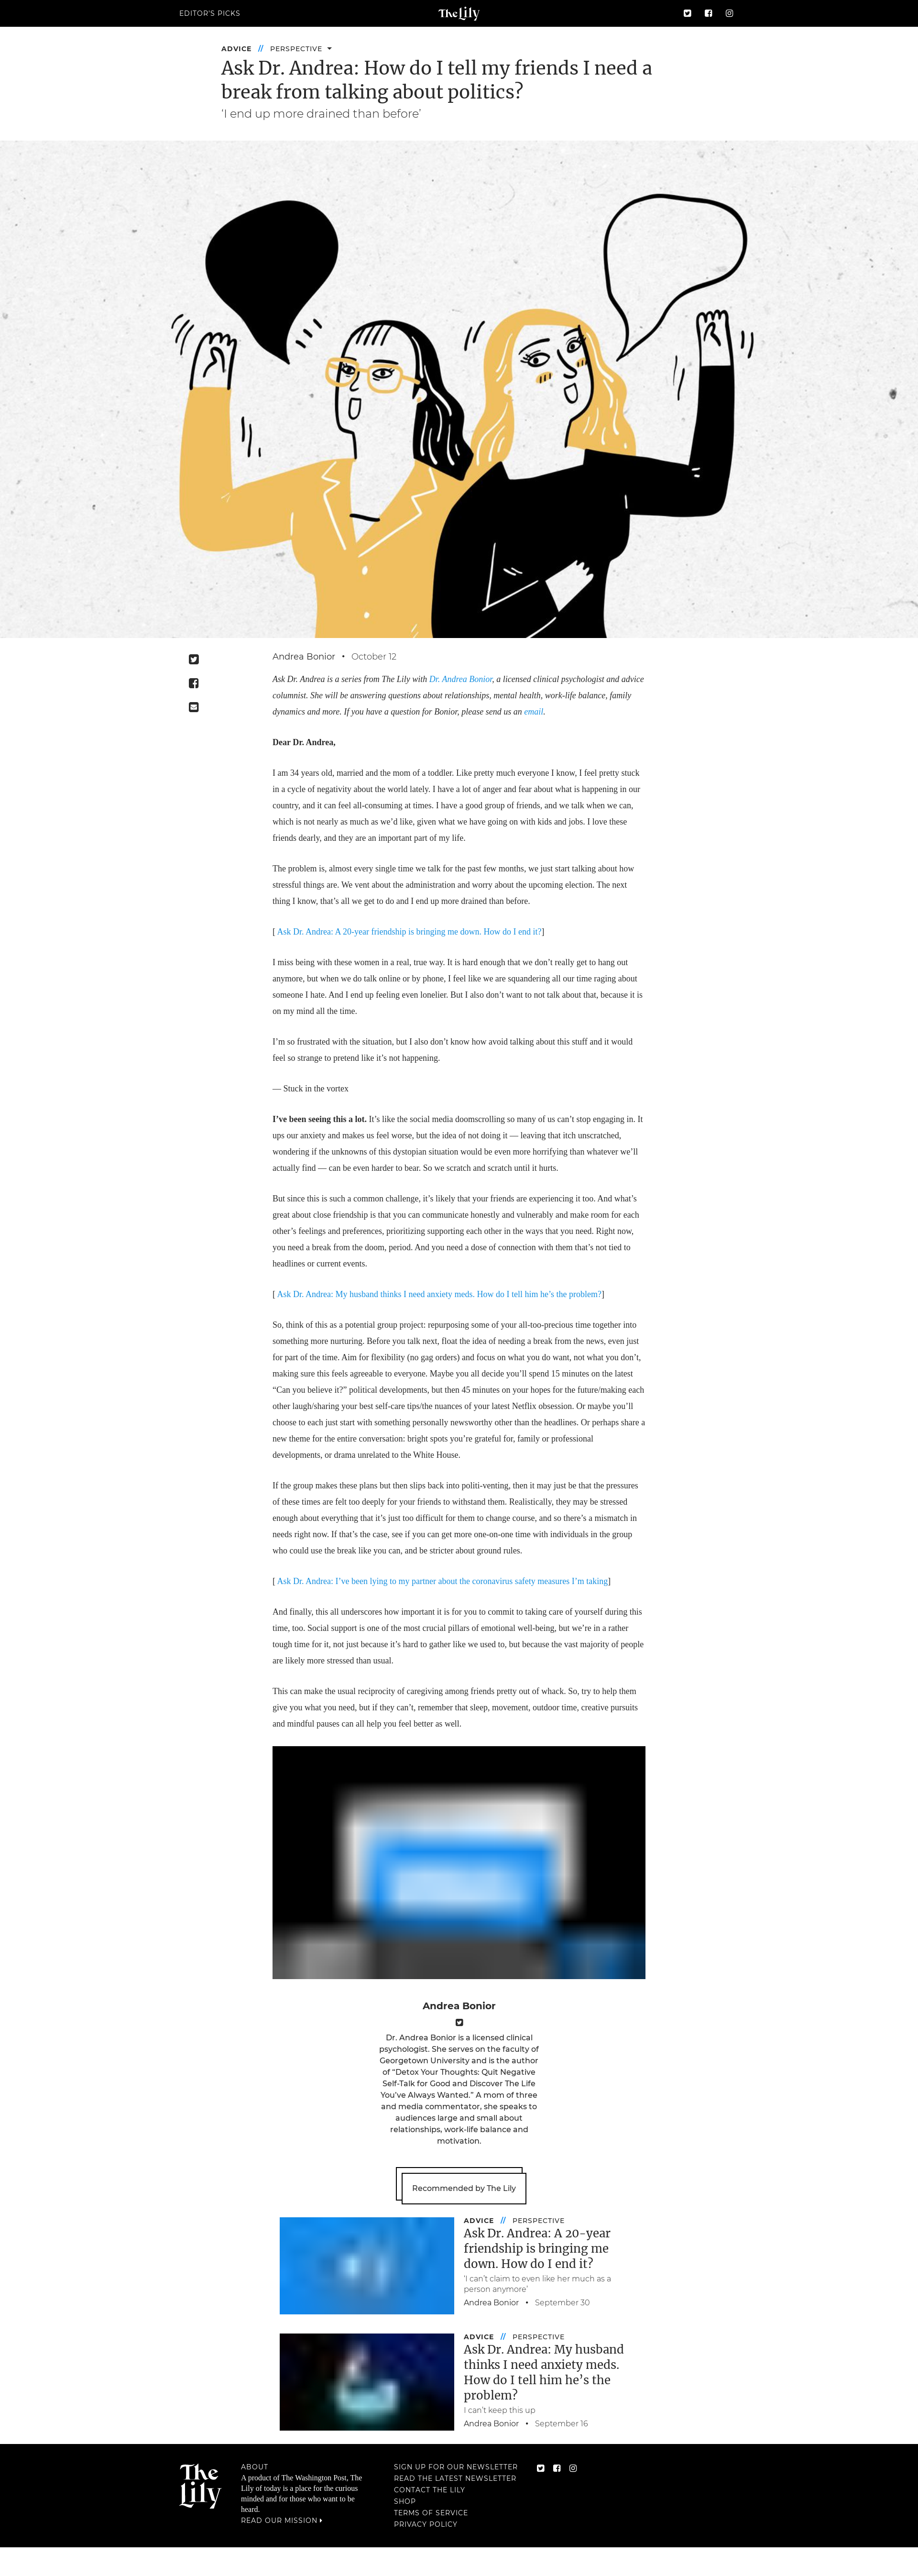 EDITOR'S PICKS
The Lily
ADVICE // PERSPECTIVE
Ask Dr. Andrea: How do I tell my friends I need a
break from talking about politics?
‘I end up more drained than before’
Andrea Bonior • October 12
Ask Dr. Andrea is a series from The Lily with Dr. Andrea Bonior, a licensed clinical psychologist and advice
columnist. She will be answering questions about relationships, mental health, work-life balance, family
dynamics and more. If you have a question for Bonior, please send us an email.
Dear Dr. Andrea,
I am 34 years old, married and the mom of a toddler. Like pretty much everyone I know, I feel pretty stuck
in a cycle of negativity about the world lately. I have a lot of anger and fear about what is happening in our
country, and it can feel all-consuming at times. I have a good group of friends, and we talk when we can,
which is not nearly as much as we’d like, given what we have going on with kids and jobs. I love these
friends dearly, and they are an important part of my life.
The problem is, almost every single time we talk for the past few months, we just start talking about how
stressful things are. We vent about the administration and worry about the upcoming election. The next
thing I know, that’s all we get to do and I end up more drained than before.
[ Ask Dr. Andrea: A 20-year friendship is bringing me down. How do I end it?]
I miss being with these women in a real, true way. It is hard enough that we don’t really get to hang out
anymore, but when we do talk online or by phone, I feel like we are squandering all our time raging about
someone I hate. And I end up feeling even lonelier. But I also don’t want to not talk about that, because it is
on my mind all the time.
I’m so frustrated with the situation, but I also don’t know how avoid talking about this stuff and it would
feel so strange to pretend like it’s not happening.
— Stuck in the vortex
I’ve been seeing this a lot. It’s like the social media doomscrolling so many of us can’t stop engaging in. It
ups our anxiety and makes us feel worse, but the idea of not doing it — leaving that itch unscratched,
wondering if the unknowns of this dystopian situation would be even more horrifying than whatever we’ll
actually find — can be even harder to bear. So we scratch and scratch until it hurts.
But since this is such a common challenge, it’s likely that your friends are experiencing it too. And what’s
great about close friendship is that you can communicate honestly and vulnerably and make room for each
other’s feelings and preferences, prioritizing supporting each other in the ways that you need. Right now,
you need a break from the doom, period. And you need a dose of connection with them that’s not tied to
headlines or current events.
[ Ask Dr. Andrea: My husband thinks I need anxiety meds. How do I tell him he’s the problem?]
So, think of this as a potential group project: repurposing some of your all-too-precious time together into
something more nurturing. Before you talk next, float the idea of needing a break from the news, even just
for part of the time. Aim for flexibility (no gag orders) and focus on what you do want, not what you don’t,
making sure this feels agreeable to everyone. Maybe you all decide you’ll spend 15 minutes on the latest
“Can you believe it?” political developments, but then 45 minutes on your hopes for the future/making each
other laugh/sharing your best self-care tips/the nuances of your latest Netflix obsession. Or maybe you’ll
choose to each just start with something personally newsworthy other than the headlines. Or perhaps share a
new theme for the entire conversation: bright spots you’re grateful for, family or professional
developments, or drama unrelated to the White House.
If the group makes these plans but then slips back into politi-venting, then it may just be that the pressures
of these times are felt too deeply for your friends to withstand them. Realistically, they may be stressed
enough about everything that it’s just too difficult for them to change course, and so there’s a mismatch in
needs right now. If that’s the case, see if you can get more one-on-one time with individuals in the group
who could use the break like you can, and be stricter about ground rules.
[ Ask Dr. Andrea: I’ve been lying to my partner about the coronavirus safety measures I’m taking]
And finally, this all underscores how important it is for you to commit to taking care of yourself during this
time, too. Social support is one of the most crucial pillars of emotional well-being, but we’re in a rather
tough time for it, not just because it’s hard to gather like we used to, but because the vast majority of people
are likely more stressed than usual.
This can make the usual reciprocity of caregiving among friends pretty out of whack. So, try to help them
give you what you need, but if they can’t, remember that sleep, movement, outdoor time, creative pursuits
and mindful pauses can all help you feel better as well.
Andrea Bonior
Dr. Andrea Bonior is a licensed clinical
psychologist. She serves on the faculty of
Georgetown University and is the author
of “Detox Your Thoughts: Quit Negative
Self-Talk for Good and Discover The Life
You’ve Always Wanted.” A mom of three
and media commentator, she speaks to
audiences large and small about
relationships, work-life balance and
motivation.
Recommended by The Lily
ADVICE // PERSPECTIVE
Ask Dr. Andrea: A 20-year
friendship is bringing me
down. How do I end it?
‘I can’t claim to even like her much as a
person anymore’
Andrea Bonior • September 30
ADVICE // PERSPECTIVE
Ask Dr. Andrea: My husband
thinks I need anxiety meds.
How do I tell him he’s the
problem?
I can’t keep this up
Andrea Bonior • September 16
The
Lily
ABOUT
A product of The Washington Post, The
Lily of today is a place for the curious
minded and for those who want to be
heard.
READ OUR MISSION
SIGN UP FOR OUR NEWSLETTER
READ THE LATEST NEWSLETTER
CONTACT THE LILY
SHOP
TERMS OF SERVICE
PRIVACY POLICY